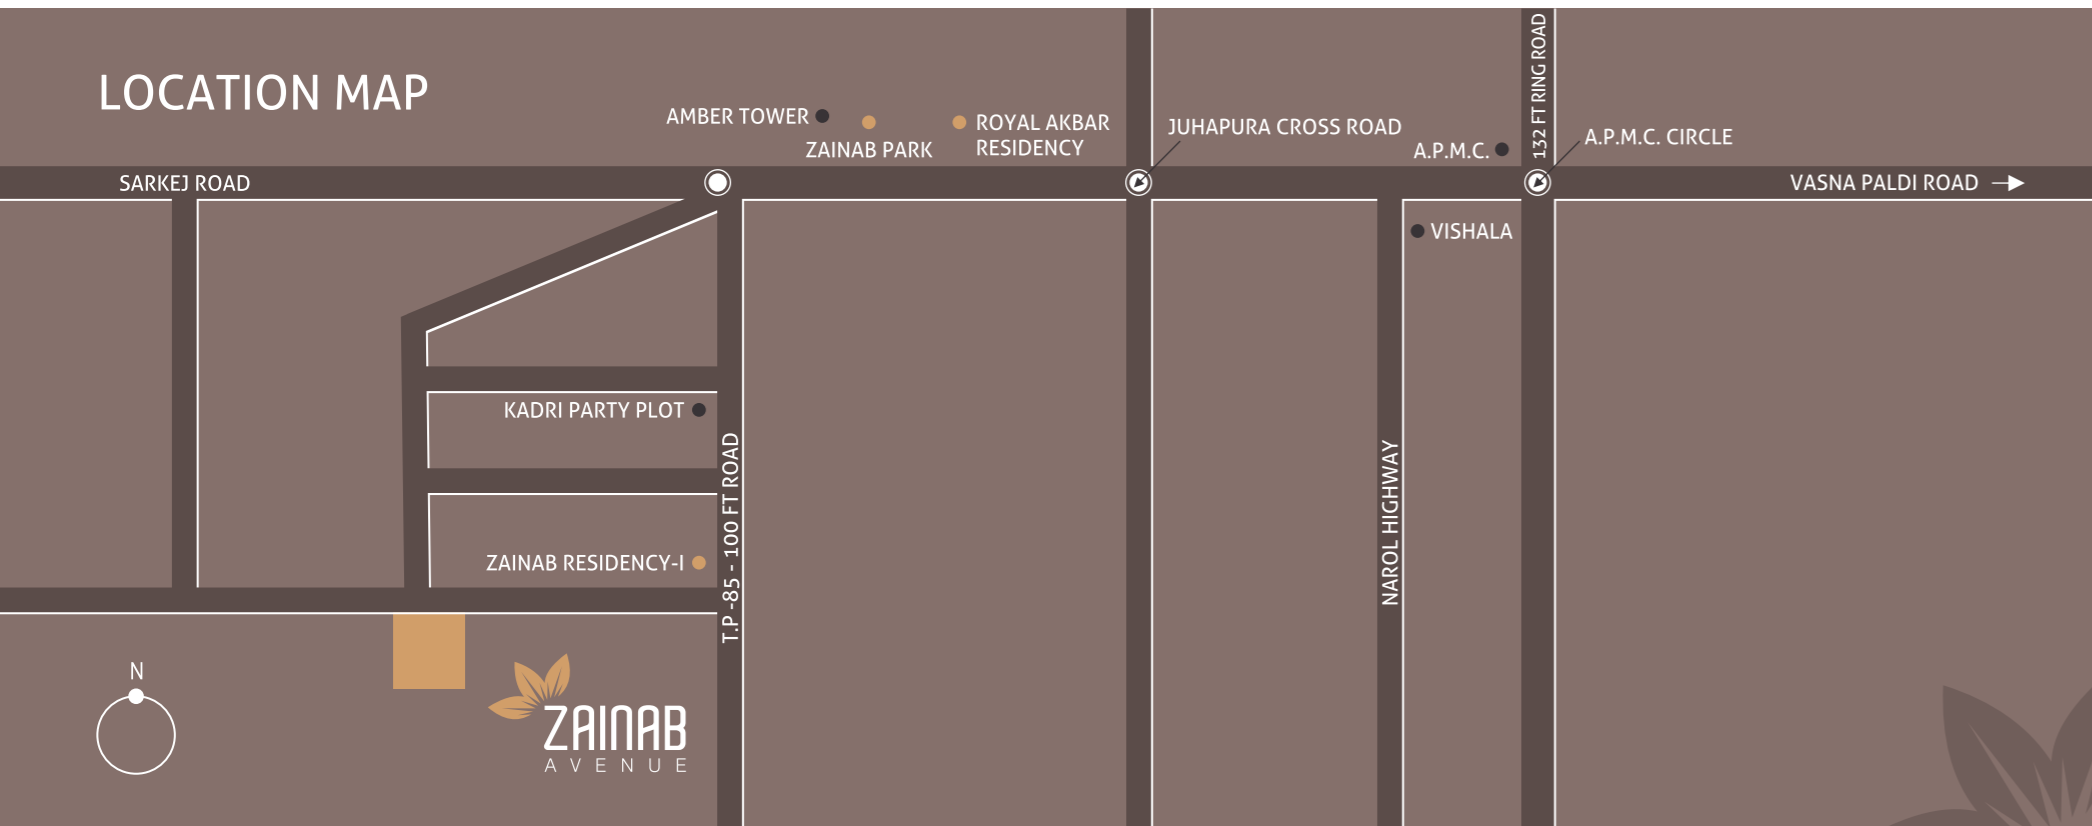 LOCATION MAP
132 FT RING ROAD
AMBER TOWER
ZAINAB PARK
ROYAL AKBAR
RESIDENCY
JUHAPURA CROSS ROAD
A.P.M.C.
A.P.M.C. CIRCLE
SARKEJ ROAD
VASNA PALDI ROAD
VISHALA
KADRI PARTY PLOT
T.P -85 - 100 FT ROAD
NAROL HIGHWAY
ZAINAB RESIDENCY-I
N
ZAINAB
AVENUE